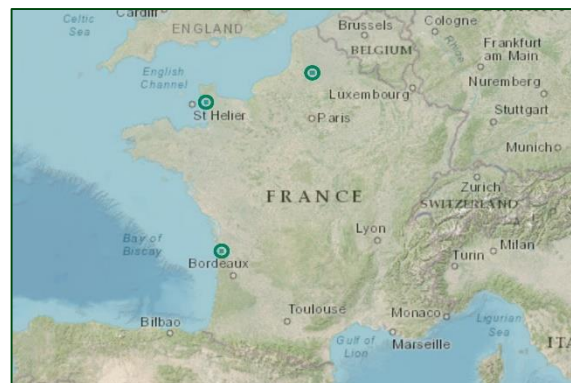 Cardiff
Celtic
Sea
ENGLAND
Brussels
Cologne
BELGIUM
Rhine
Frankfurt
am Main
English
Channel
Luxembourg
Nuremberg
St Helier
Paris
Stuttgart
Munich
FRANCE
Zurich
SWITZERLAND
A
Bay of
Biscay
Lyon
Milan
Bordeaux
Turin
Toulouse
Monaco
Ligurian
Sea
Bilbao
Gulf of
Lion
Marseille
ITA